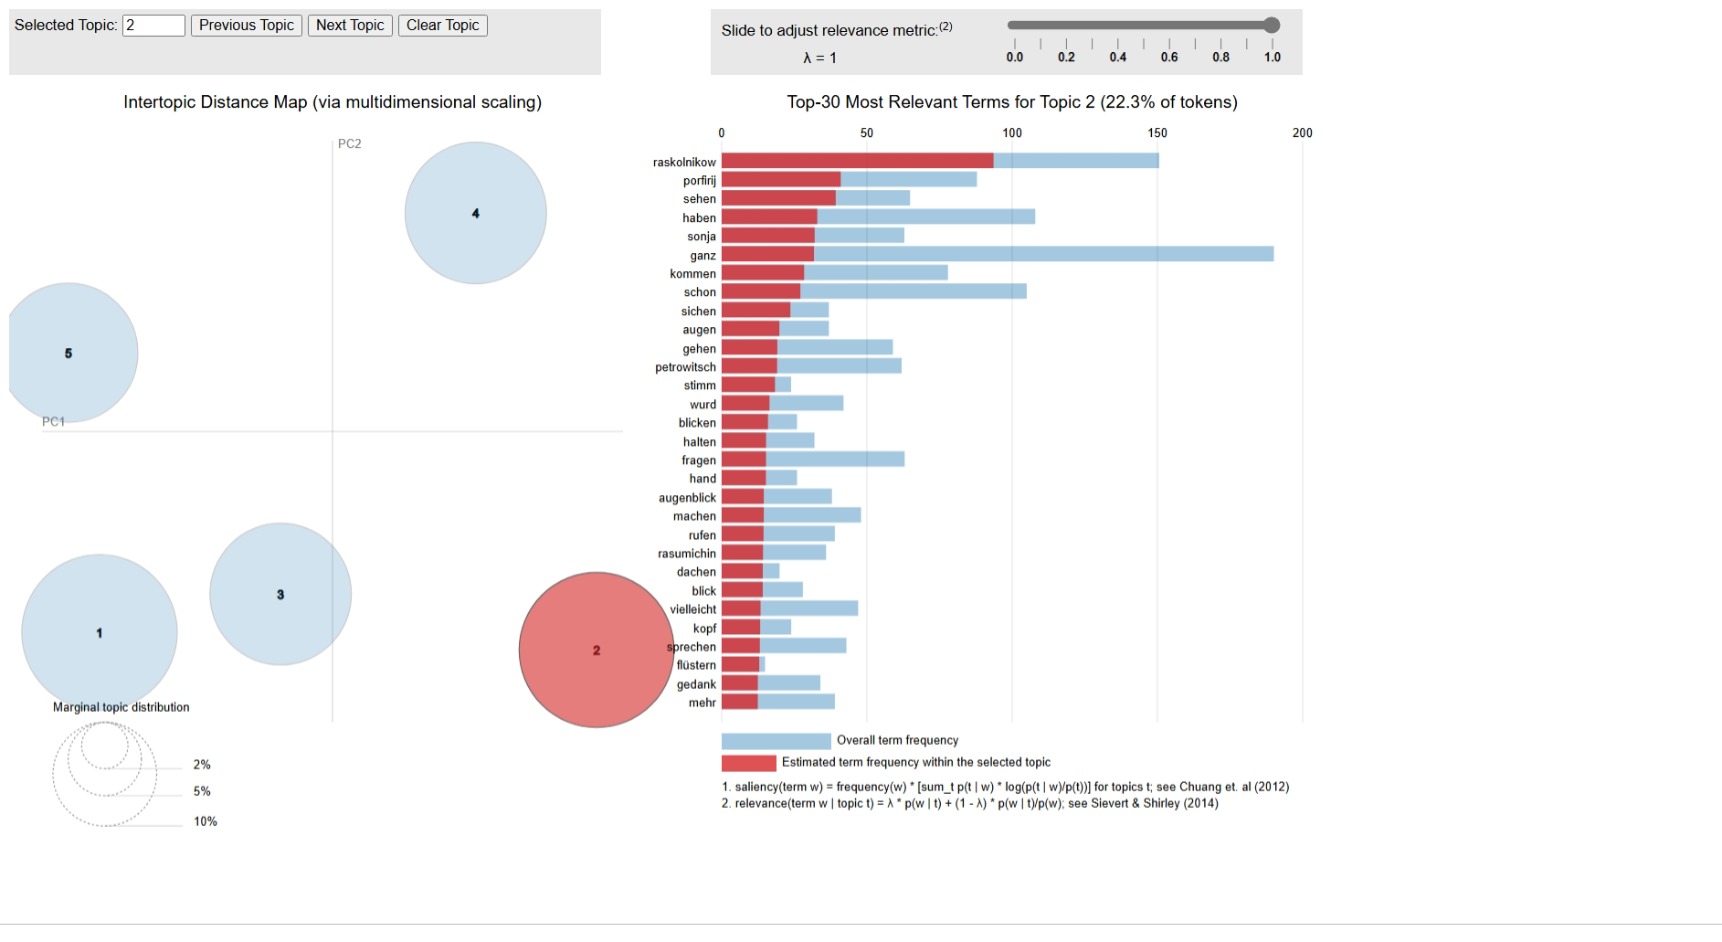 Selected Topic: 2 Previous Topic Next Topic Clear Topic
Slide to adjust relevance metric:(2)
λ = 1
0.0 0.2 0.4 0.6 0.8 1.0
Intertopic Distance Map (via multidimensional scaling)
PC2
PC1
4
5
3
1
2
Marginal topic distribution
2%
5%
10%
Top-30 Most Relevant Terms for Topic 2 (22.3% of tokens)
0 50 100 150 200
raskolnikow
porfirij
sehen
haben
sonja
ganz
kommen
schon
sichen
augen
gehen
petrowitsch
stimm
wurd
blicken
halten
fragen
hand
augenblick
machen
rufen
rasumichin
dachen
blick
vielleicht
kopf
sprechen
flüstern
gedank
mehr
Overall term frequency
Estimated term frequency within the selected topic
1. saliency(term w) = frequency(w) * [sum_t p(t | w) * log(p(t | w)/p(t))] for topics t; see Chuang et. al (2012)
2. relevance(term w | topic t) = λ * p(w | t) + (1 - λ) * p(w | t)/p(w); see Sievert & Shirley (2014)